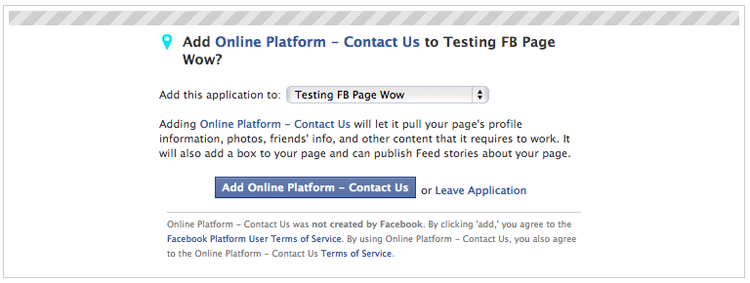 Add Online Platform - Contact Us to Testing FB Page
Wow?
Add this application to: Testing FB Page Wow
Adding Online Platform - Contact Us will let it pull your page's profile
information, photos, friends' info, and other content that it requires to work. It
will also add a box to your page and can publish Feed stories about your page.
Add Online Platform - Contact Us or Leave Application
Online Platform - Contact Us was not created by Facebook. By clicking 'add,' you agree to the
Facebook Platform User Terms of Service. By using Online Platform - Contact Us, you also agree
to the Online Platform - Contact Us Terms of Service.